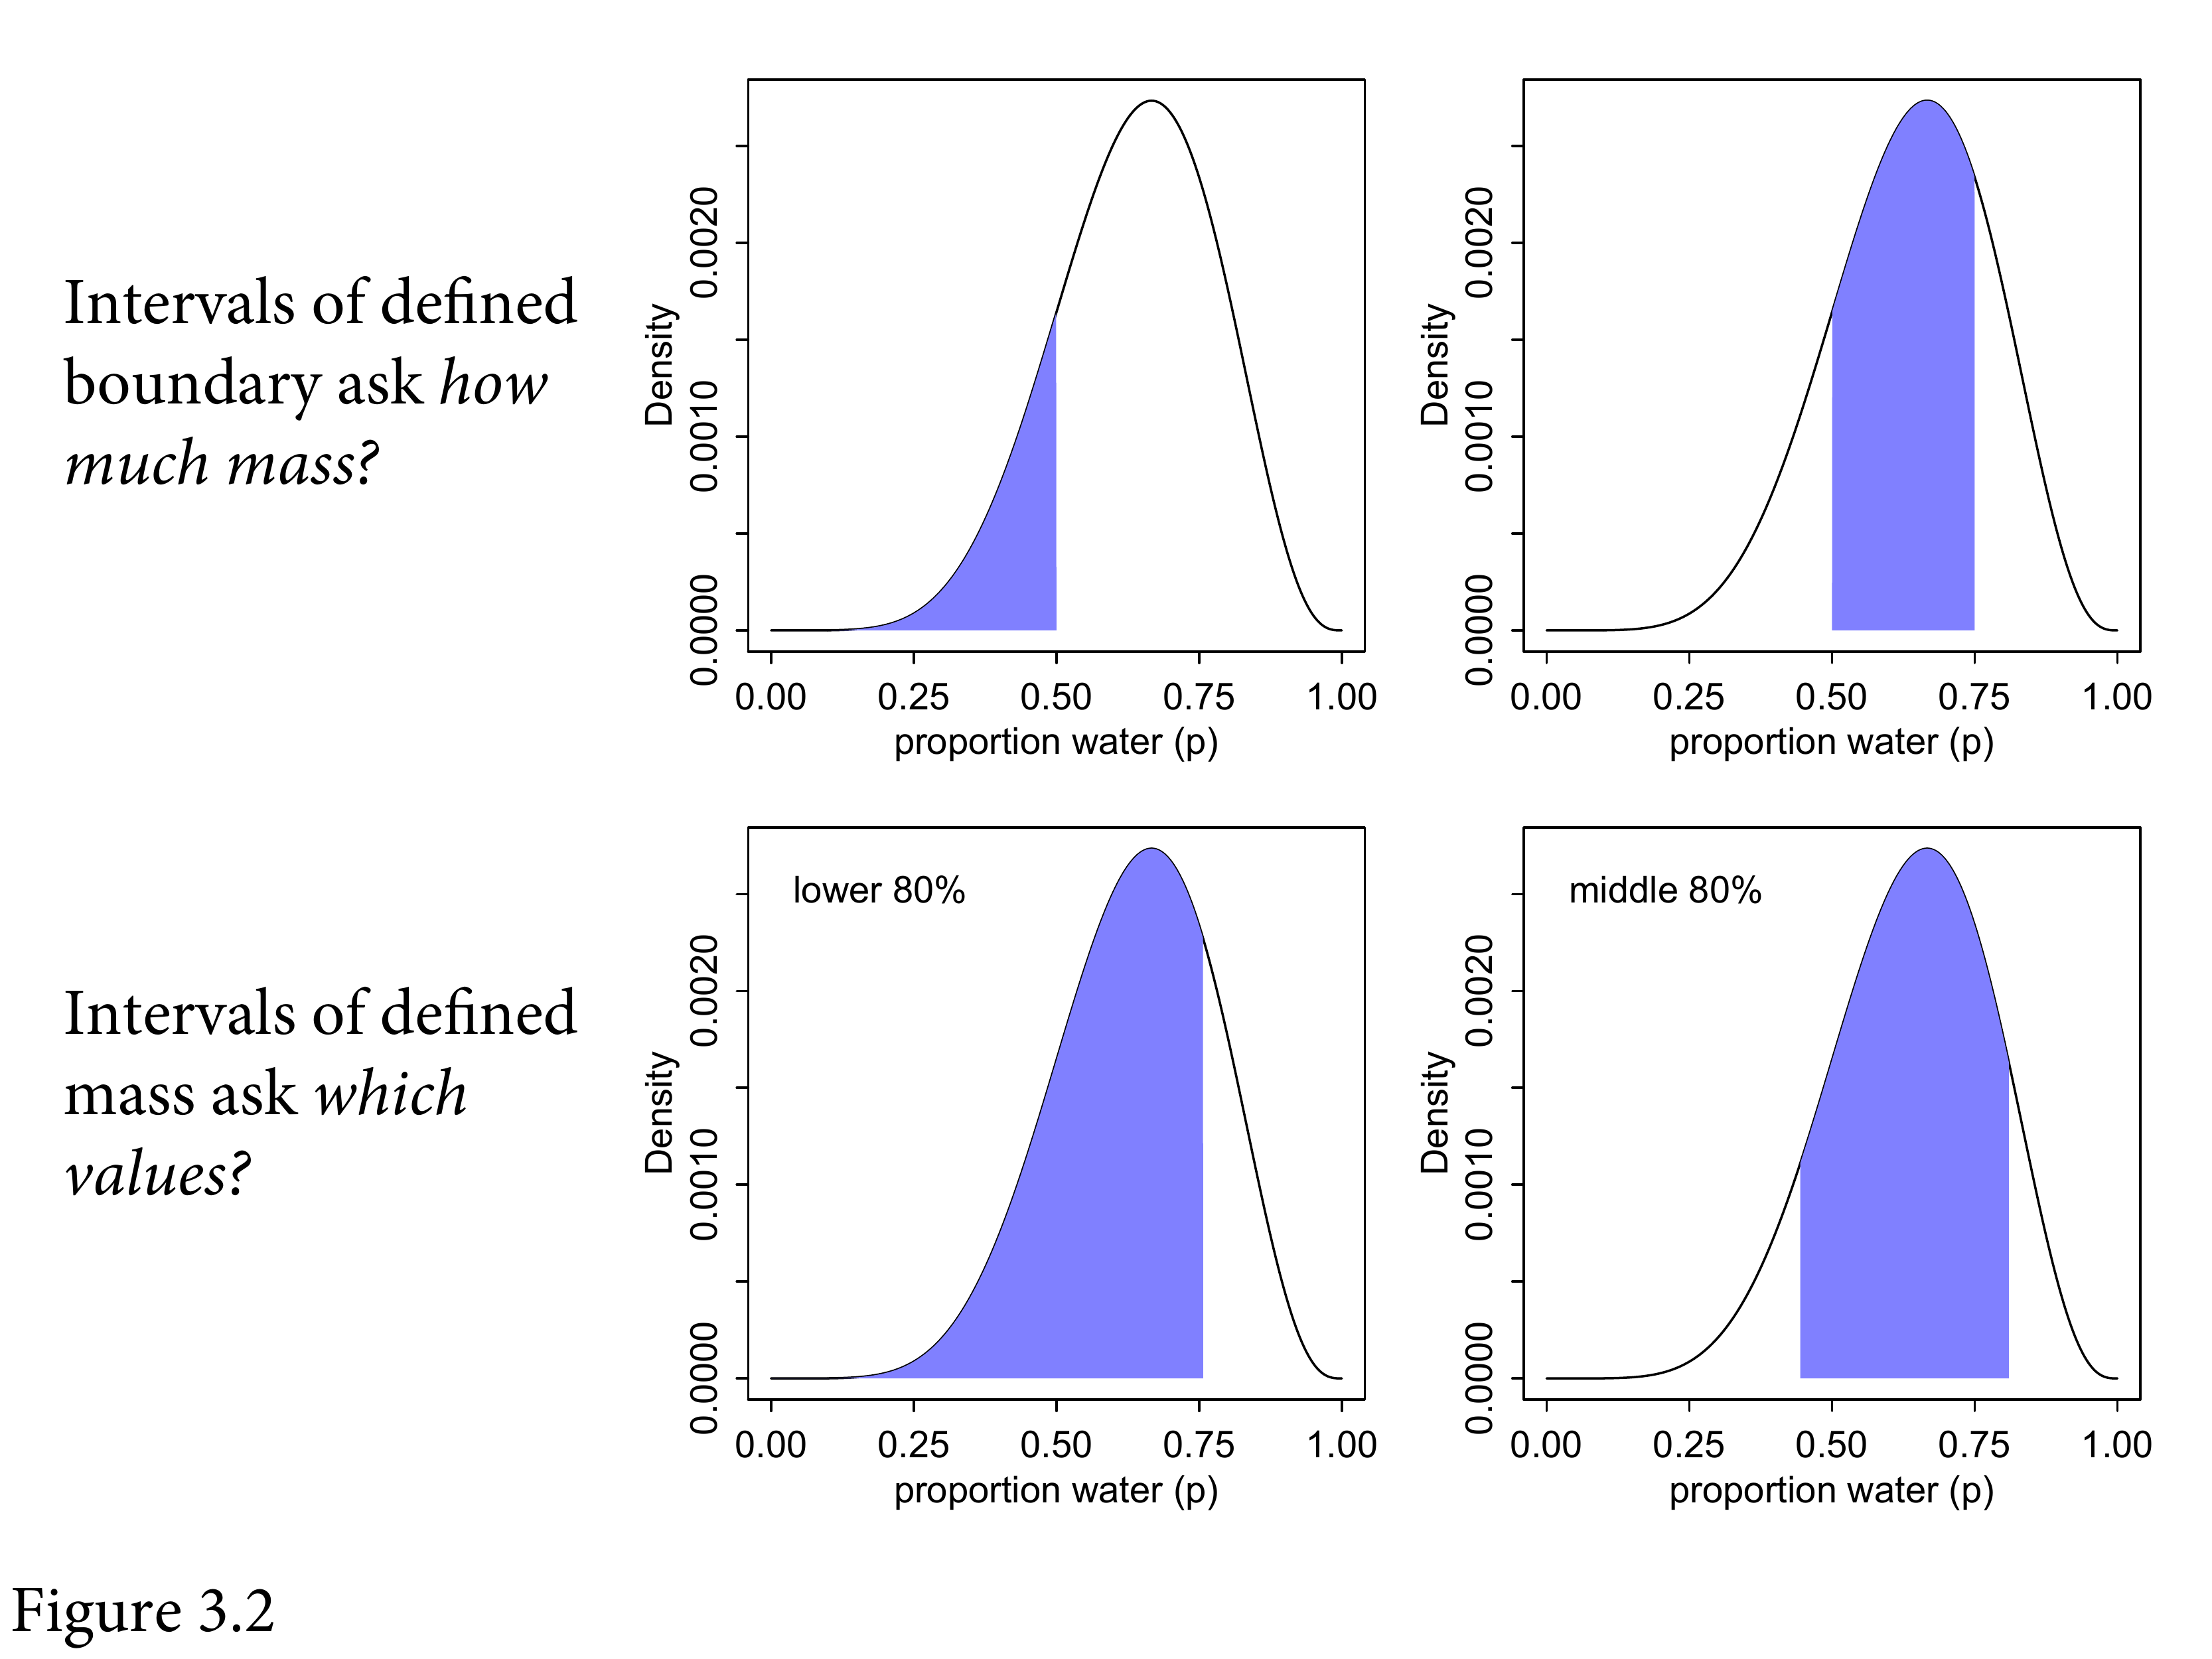 Intervals of defined
boundary ask how
much mass?
Density
0.0000 0.0010 0.0020
0.00 0.25 0.50 0.75 1.00
proportion water (p)
Density
0.0000 0.0010 0.0020
0.00 0.25 0.50 0.75 1.00
proportion water (p)
Intervals of defined
mass ask which
values?
lower 80%
Density
0.0000 0.0010 0.0020
0.00 0.25 0.50 0.75 1.00
proportion water (p)
middle 80%
Density
0.0000 0.0010 0.0020
0.00 0.25 0.50 0.75 1.00
proportion water (p)
Figure 3.2